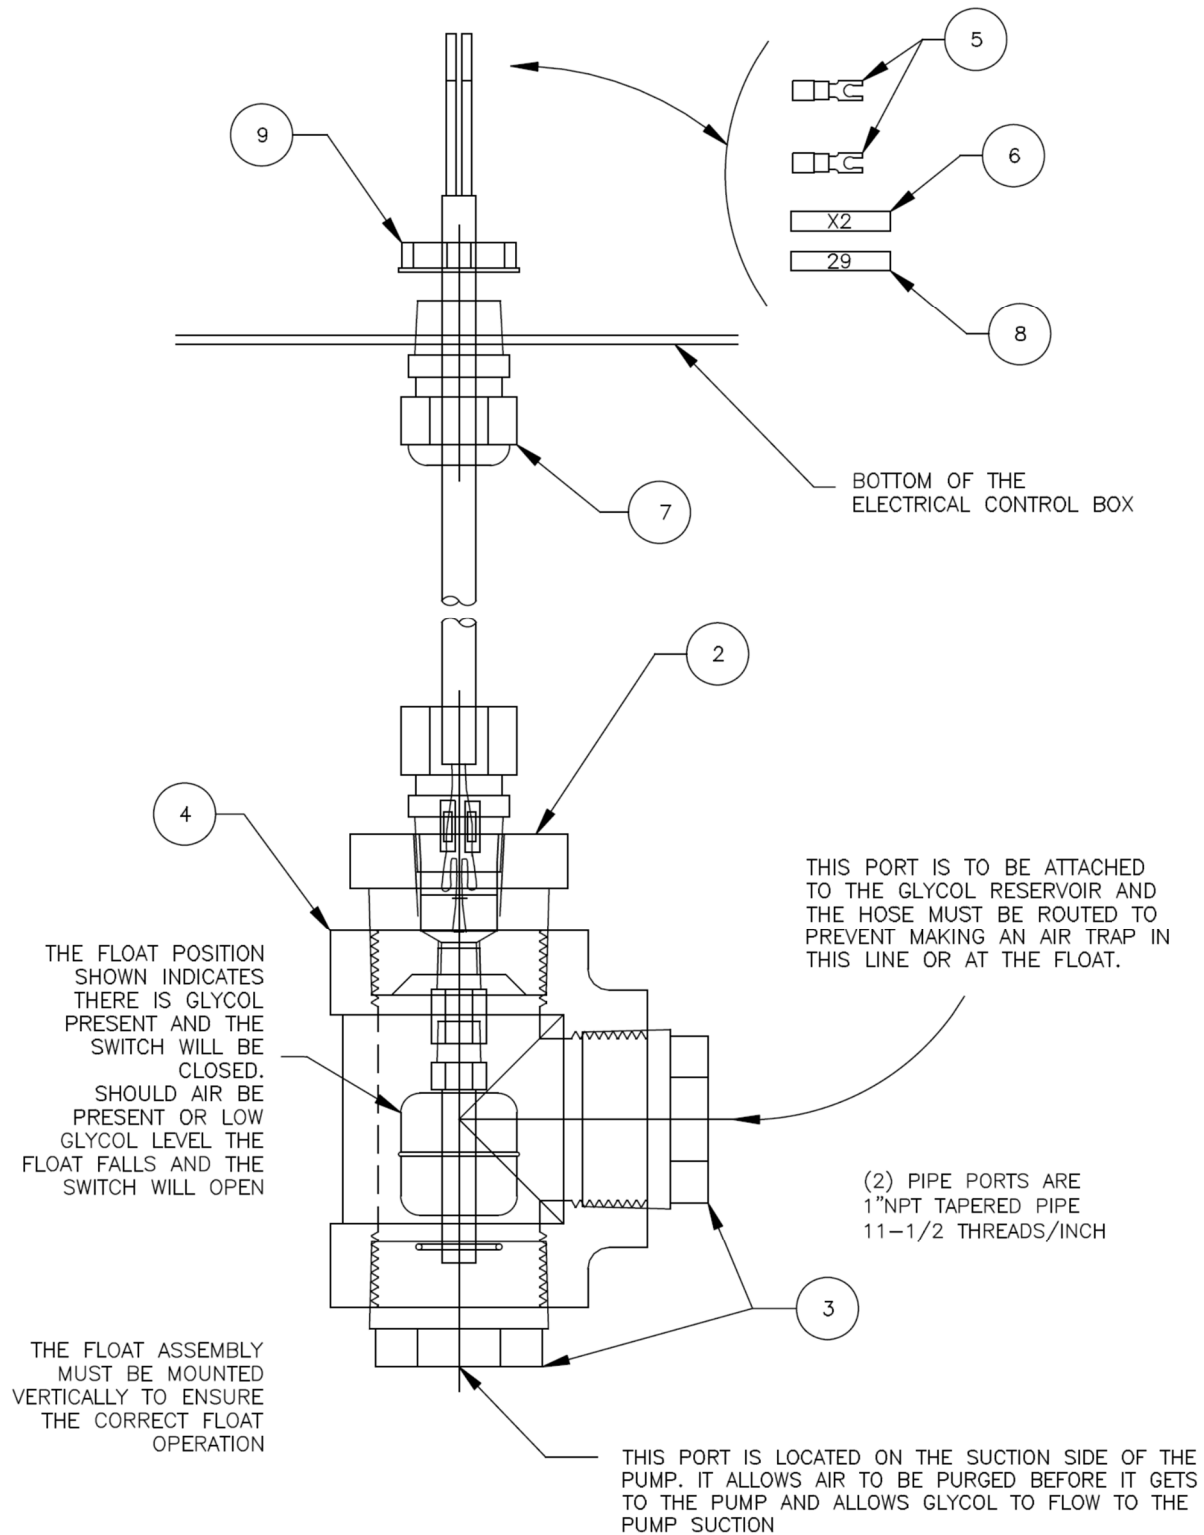 5
9
6
X2
29
8
7
BOTTOM OF THE
ELECTRICAL CONTROL BOX
2
4
THIS PORT IS TO BE ATTACHED
TO THE GLYCOL RESERVOIR AND
THE HOSE MUST BE ROUTED TO
PREVENT MAKING AN AIR TRAP IN
THIS LINE OR AT THE FLOAT.
THE FLOAT POSITION
SHOWN INDICATES
THERE IS GLYCOL
PRESENT AND THE
SWITCH WILL BE
CLOSED.
SHOULD AIR BE
PRESENT OR LOW
GLYCOL LEVEL THE
FLOAT FALLS AND THE
SWITCH WILL OPEN
(2) PIPE PORTS ARE
1"NPT TAPERED PIPE
11-1/2 THREADS/INCH
3
THE FLOAT ASSEMBLY
MUST BE MOUNTED
VERTICALLY TO ENSURE
THE CORRECT FLOAT
OPERATION
THIS PORT IS LOCATED ON THE SUCTION SIDE OF THE
PUMP. IT ALLOWS AIR TO BE PURGED BEFORE IT GETS
TO THE PUMP AND ALLOWS GLYCOL TO FLOW TO THE
PUMP SUCTION